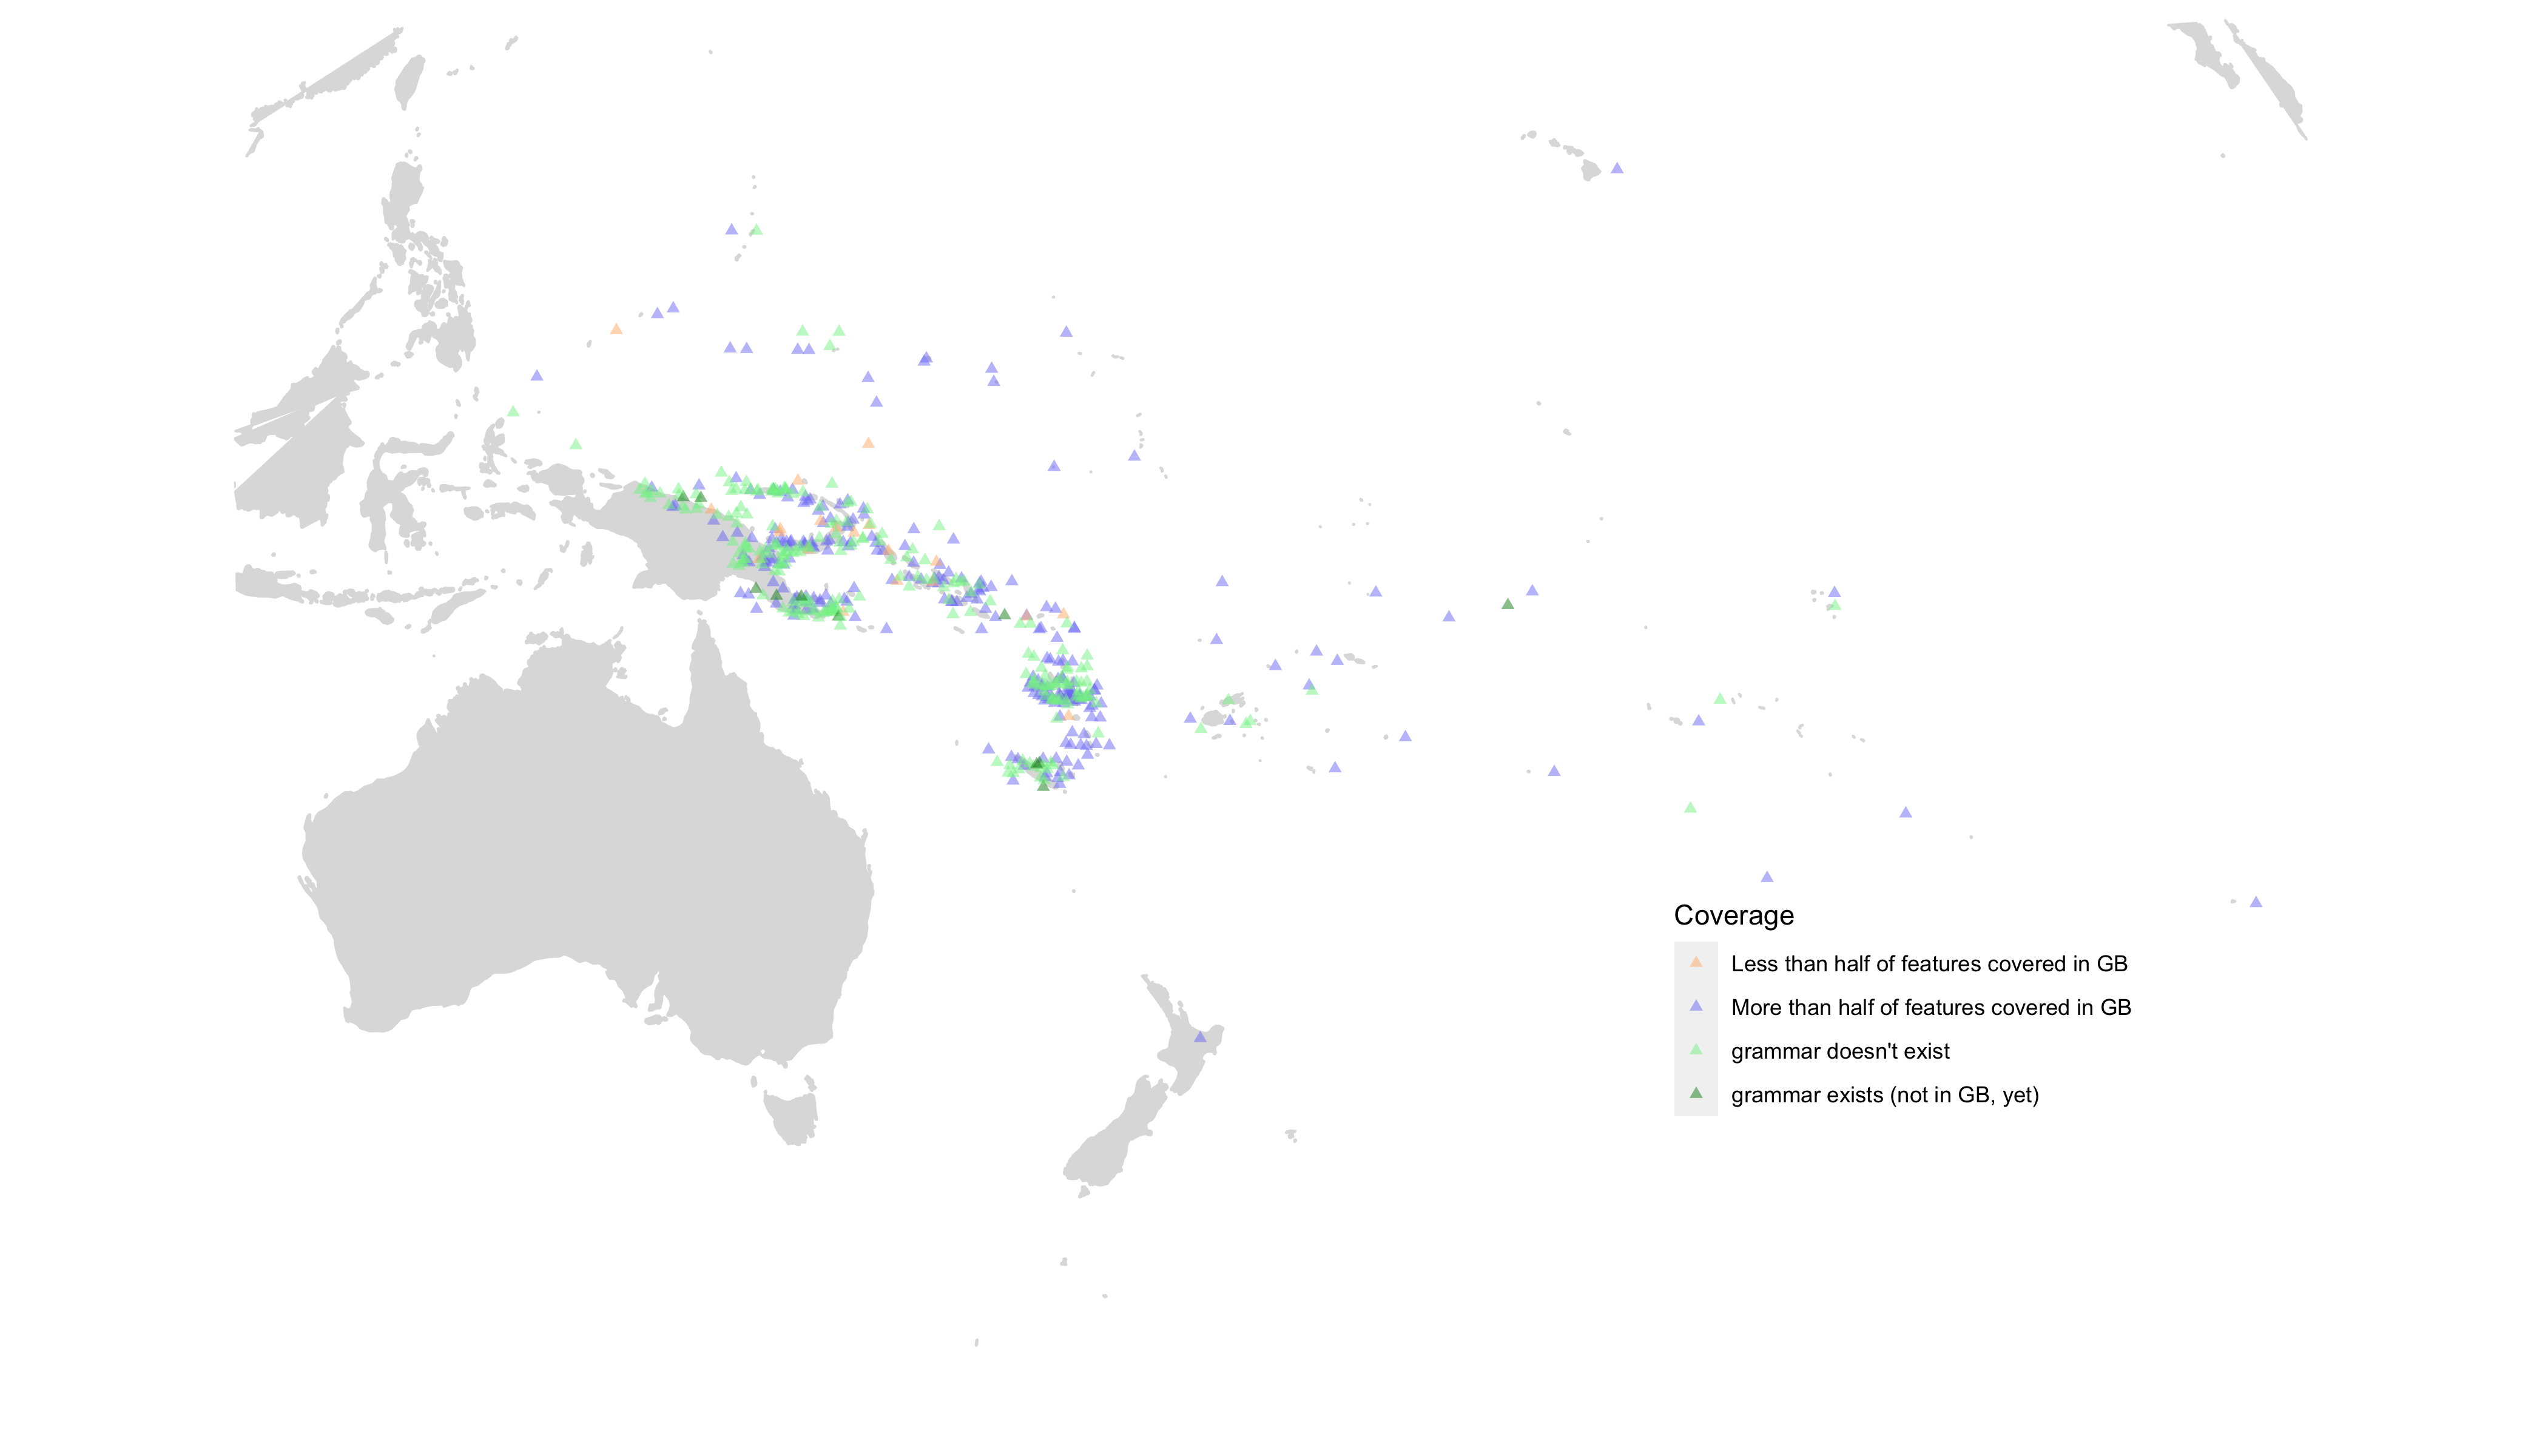 Coverage
Less than half of features covered in GB
More than half of features covered in GB
grammar doesn't exist
grammar exists (not in GB, yet)